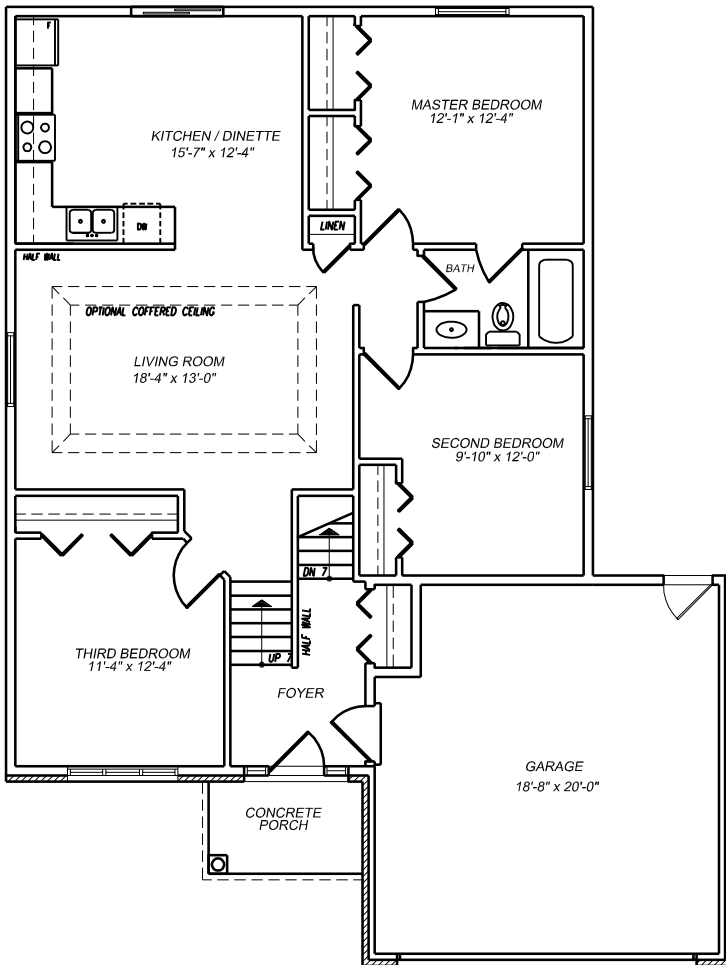 F
MASTER BEDROOM
12'-1" x 12'-4"
KITCHEN / DINETTE
15'-7" x 12'-4"
DW
LINEN
HALF WALL
BATH
OPTIONAL COFFERED CEILING
LIVING ROOM
18'-4" x 13'-0"
SECOND BEDROOM
9'-10" x 12'-0"
DN 7
HALF WALL
UP 7
THIRD BEDROOM
11'-4" x 12'-4"
FOYER
GARAGE
18'-8" x 20'-0"
CONCRETE
PORCH